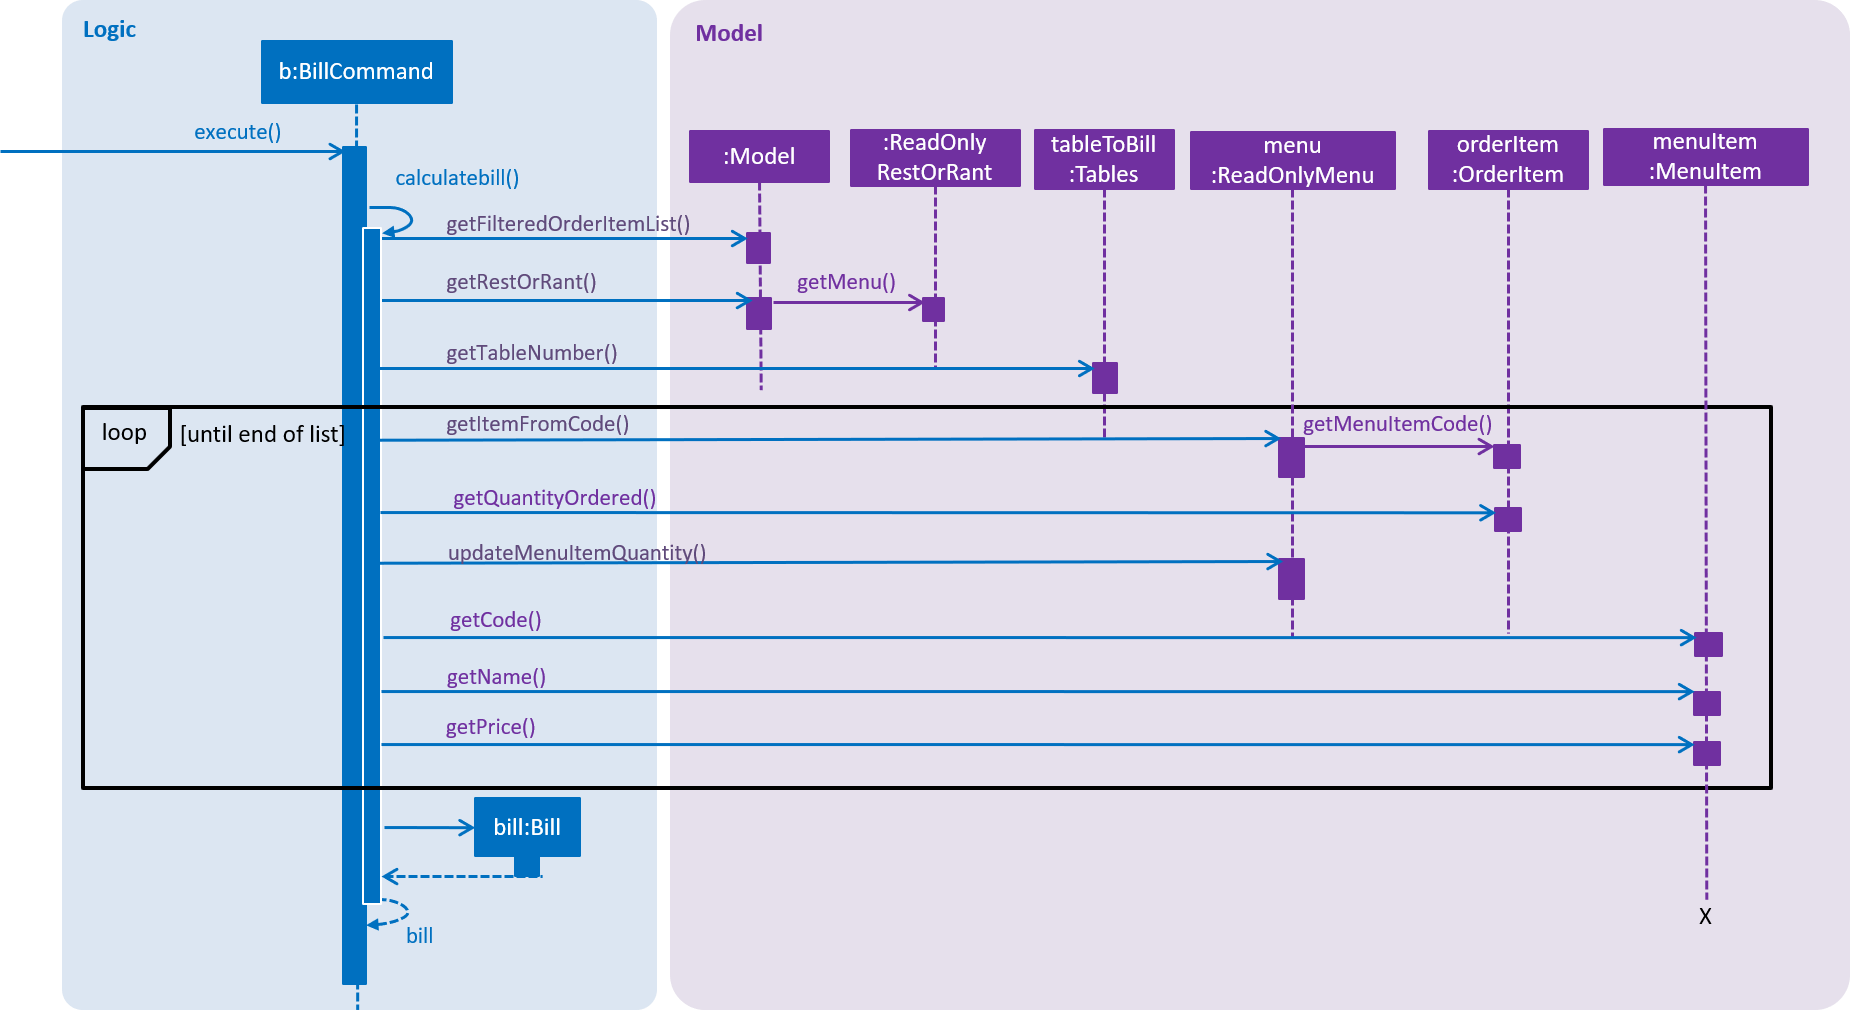 Logic
Model
b:BillCommand
execute()
:Model
:ReadOnly
RestOrRant
tableToBill
:Tables
menu
:ReadOnlyMenu
orderItem
:OrderItem
menuItem
:MenuItem
calculatebill()
getFilteredOrderItemList()
getRestOrRant()
getMenu()
getTableNumber()
loop
[until end of list]
getItemFromCode()
getMenuItemCode()
getQuantityOrdered()
updateMenuItemQuantity()
getCode()
getName()
getPrice()
bill:Bill
bill
X